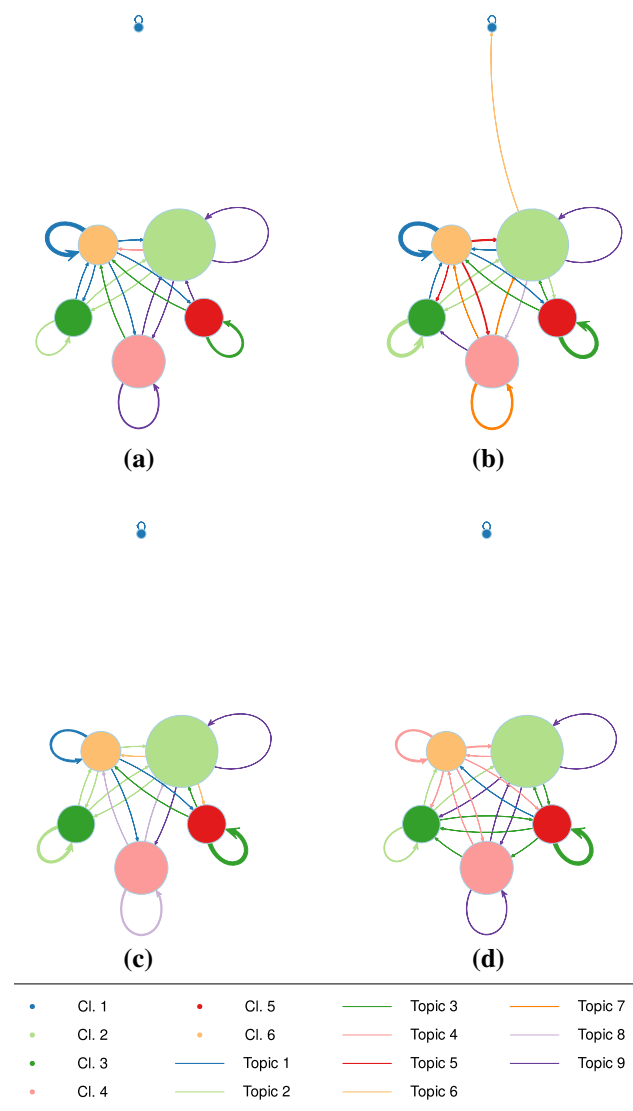 (a) (b)
(c) (d)
Cl. 1 Cl. 5 Topic 3 Topic 7
Cl. 2 Cl. 6 Topic 4 Topic 8
Cl. 3 Topic 1 Topic 5 Topic 9
Cl. 4 Topic 2 Topic 6